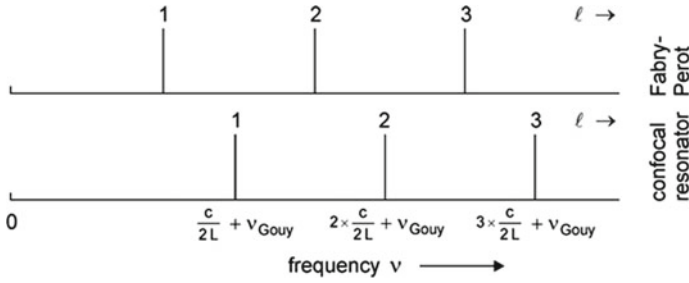 1 2 3 ℓ →
Fabry-
Perot
1 2 3 ℓ →
confocal
resonator
0 c/2L + νGouy 2 × c/2L + νGouy 3 × c/2L + νGouy
frequency ν →